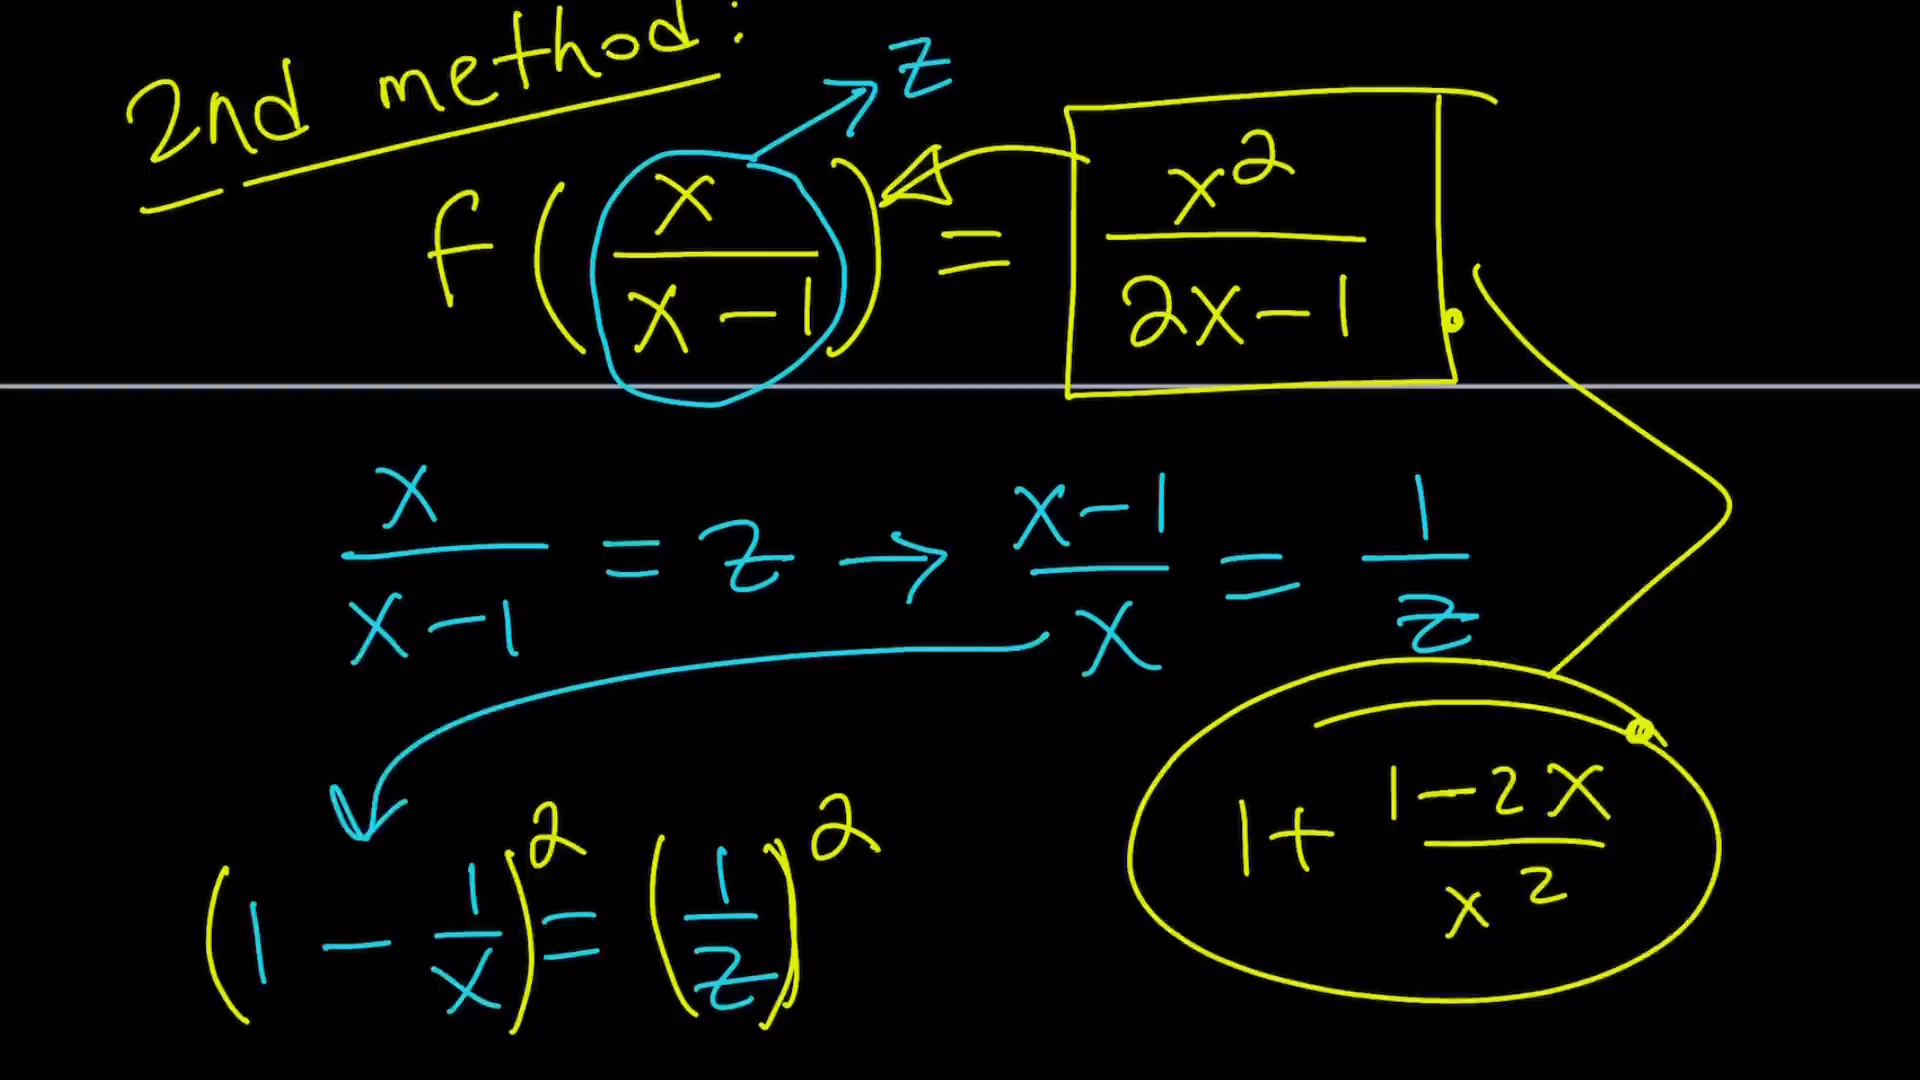 2nd method:
f(x/(x-1)) = x²/(2x-1)
z
x/(x-1) = z → (x-1)/x = 1/z
1 + (1-2x)/x²
(1 - 1/x)² = (1/z)²